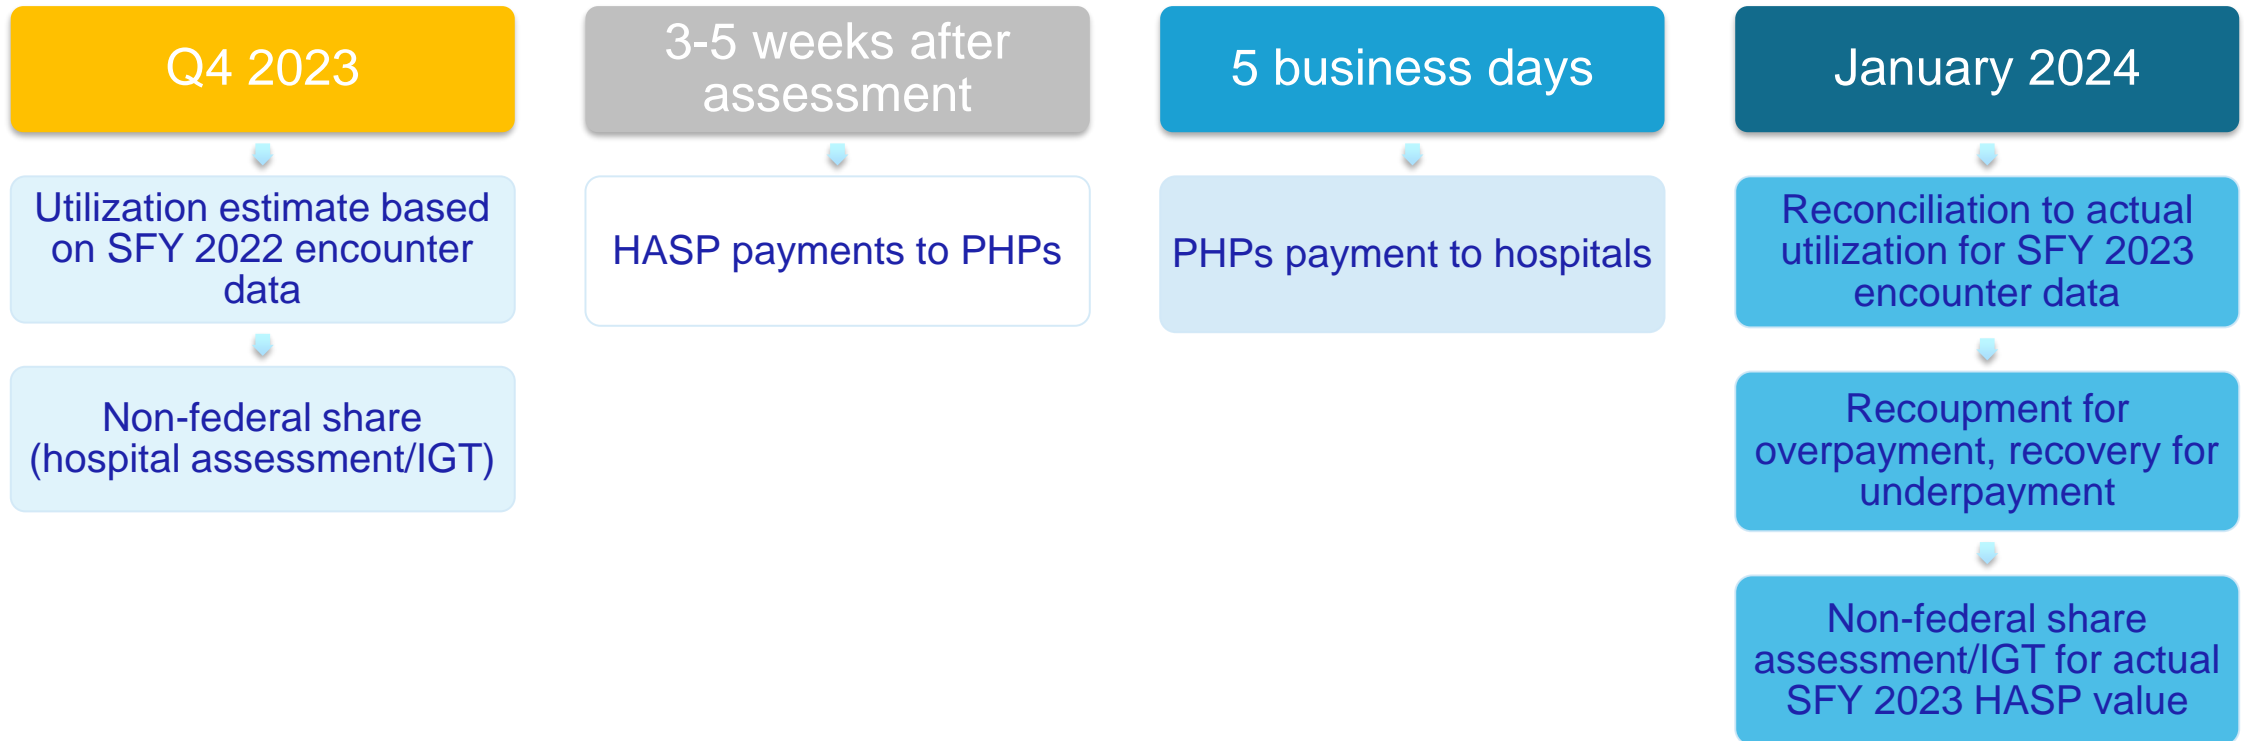 Q4 2023
Utilization estimate based
on SFY 2022 encounter
data
Non-federal share
(hospital assessment/IGT)
3-5 weeks after
assessment
HASP payments to PHPs
5 business days
PHPs payment to hospitals
January 2024
Reconciliation to actual
utilization for SFY 2023
encounter data
Recoupment for
overpayment, recovery for
underpayment
Non-federal share
assessment/IGT for actual
SFY 2023 HASP value